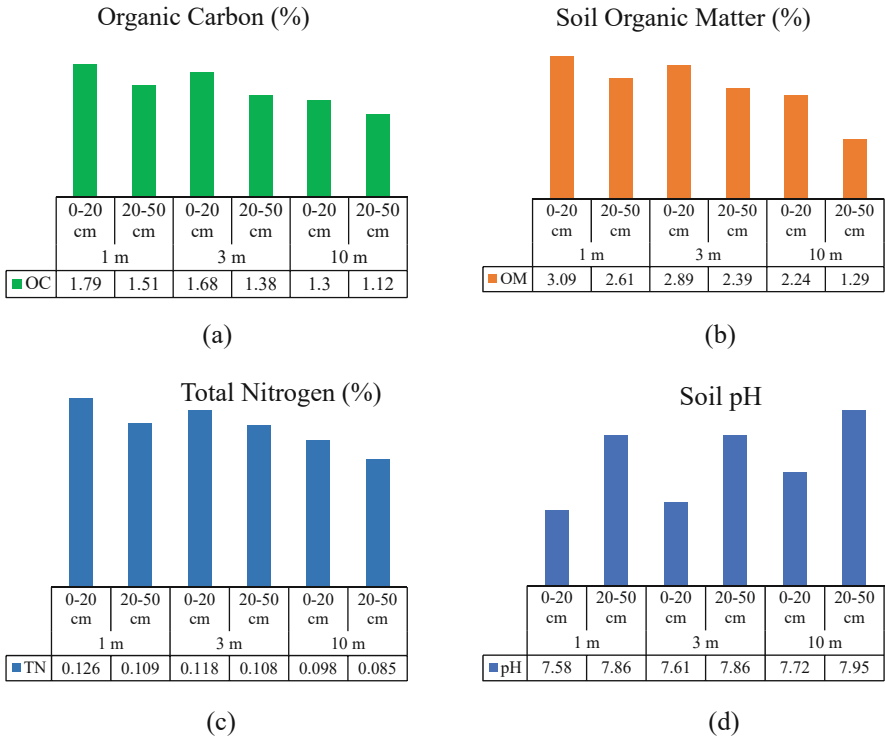 Organic Carbon (%)
0-20 cm 20-50 cm 0-20 cm 20-50 cm 0-20 cm 20-50 cm
1 m 3 m 10 m
OC 1.79 1.51 1.68 1.38 1.3 1.12
(a)
Soil Organic Matter (%)
0-20 cm 20-50 cm 0-20 cm 20-50 cm 0-20 cm 20-50 cm
1 m 3 m 10 m
OM 3.09 2.61 2.89 2.39 2.24 1.29
(b)
Total Nitrogen (%)
0-20 cm 20-50 cm 0-20 cm 20-50 cm 0-20 cm 20-50 cm
1 m 3 m 10 m
TN 0.126 0.109 0.118 0.108 0.098 0.085
(c)
Soil pH
0-20 cm 20-50 cm 0-20 cm 20-50 cm 0-20 cm 20-50 cm
1 m 3 m 10 m
pH 7.58 7.86 7.61 7.86 7.72 7.95
(d)